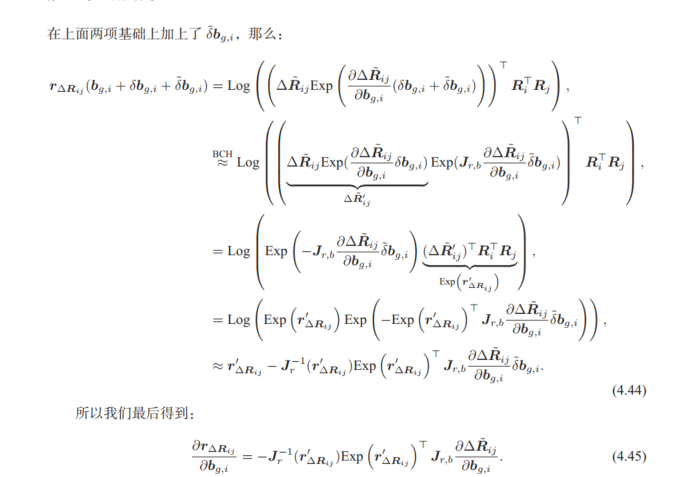 在上面两项基础上加上了 $\tilde{\delta}\boldsymbol{b}_{g,i}$，那么：
$\boldsymbol{r}_{\Delta \boldsymbol{R}_{ij}}(\boldsymbol{b}_{g,i} + \delta\boldsymbol{b}_{g,i} + \tilde{\delta}\boldsymbol{b}_{g,i}) = \mathrm{Log}\left(\left(\Delta\tilde{\boldsymbol{R}}_{ij}\mathrm{Exp}\left(\frac{\partial\Delta\tilde{\boldsymbol{R}}_{ij}}{\partial\boldsymbol{b}_{g,i}}(\delta\boldsymbol{b}_{g,i} + \tilde{\delta}\boldsymbol{b}_{g,i})\right)\right)^\top \boldsymbol{R}_i^\top\boldsymbol{R}_j\right),$
$\overset{\mathrm{BCH}}{\approx} \mathrm{Log}\left(\left(\underbrace{\Delta\tilde{\boldsymbol{R}}_{ij}\mathrm{Exp}(\frac{\partial\Delta\tilde{\boldsymbol{R}}_{ij}}{\partial\boldsymbol{b}_{g,i}}\delta\boldsymbol{b}_{g,i})}_{\Delta\tilde{\boldsymbol{R}}'_{ij}}\mathrm{Exp}(\boldsymbol{J}_{r,b}\frac{\partial\Delta\tilde{\boldsymbol{R}}_{ij}}{\partial\boldsymbol{b}_{g,i}}\tilde{\delta}\boldsymbol{b}_{g,i})\right)^\top \boldsymbol{R}_i^\top\boldsymbol{R}_j\right),$
$= \mathrm{Log}\left(\mathrm{Exp}\left(-\boldsymbol{J}_{r,b}\frac{\partial\Delta\tilde{\boldsymbol{R}}_{ij}}{\partial\boldsymbol{b}_{g,i}}\tilde{\delta}\boldsymbol{b}_{g,i}\right)\underbrace{(\Delta\tilde{\boldsymbol{R}}'_{ij})^\top\boldsymbol{R}_i^\top\boldsymbol{R}_j}_{\mathrm{Exp}\left(\boldsymbol{r}'_{\Delta\boldsymbol{R}_{ij}}\right)}\right),$
$= \mathrm{Log}\left(\mathrm{Exp}\left(\boldsymbol{r}'_{\Delta\boldsymbol{R}_{ij}}\right)\mathrm{Exp}\left(-\mathrm{Exp}\left(\boldsymbol{r}'_{\Delta\boldsymbol{R}_{ij}}\right)^\top\boldsymbol{J}_{r,b}\frac{\partial\Delta\tilde{\boldsymbol{R}}_{ij}}{\partial\boldsymbol{b}_{g,i}}\tilde{\delta}\boldsymbol{b}_{g,i}\right)\right),$
$\approx \boldsymbol{r}'_{\Delta\boldsymbol{R}_{ij}} - \boldsymbol{J}_r^{-1}(\boldsymbol{r}'_{\Delta\boldsymbol{R}_{ij}})\mathrm{Exp}\left(\boldsymbol{r}'_{\Delta\boldsymbol{R}_{ij}}\right)^\top\boldsymbol{J}_{r,b}\frac{\partial\Delta\tilde{\boldsymbol{R}}_{ij}}{\partial\boldsymbol{b}_{g,i}}\tilde{\delta}\boldsymbol{b}_{g,i}.$
(4.44)
所以我们最后得到：
$\frac{\partial\boldsymbol{r}_{\Delta\boldsymbol{R}_{ij}}}{\partial\boldsymbol{b}_{g,i}} = -\boldsymbol{J}_r^{-1}(\boldsymbol{r}'_{\Delta\boldsymbol{R}_{ij}})\mathrm{Exp}\left(\boldsymbol{r}'_{\Delta\boldsymbol{R}_{ij}}\right)^\top\boldsymbol{J}_{r,b}\frac{\partial\Delta\tilde{\boldsymbol{R}}_{ij}}{\partial\boldsymbol{b}_{g,i}}.$ (4.45)